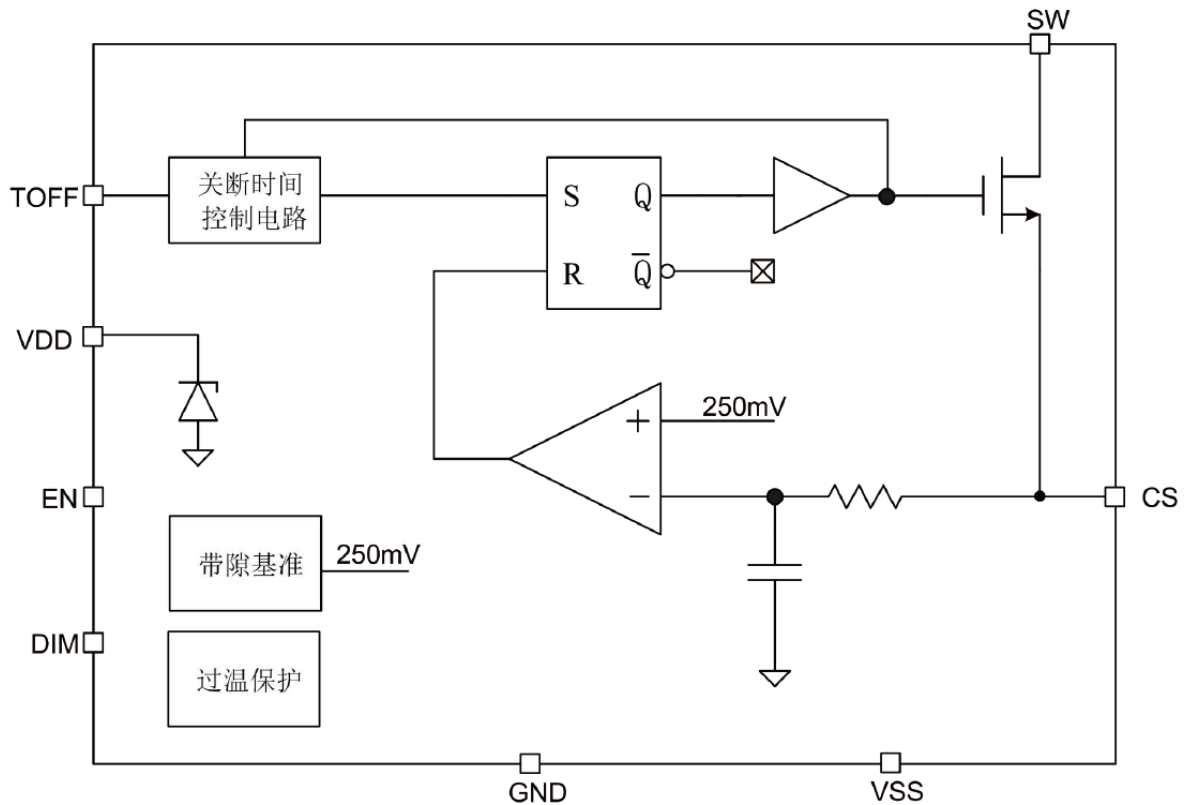 SW
TOFF
关断时间
控制电路
S
Q
R
Q̅
VDD
250mV
+
−
EN
CS
带隙基准
250mV
DIM
过温保护
GND
VSS